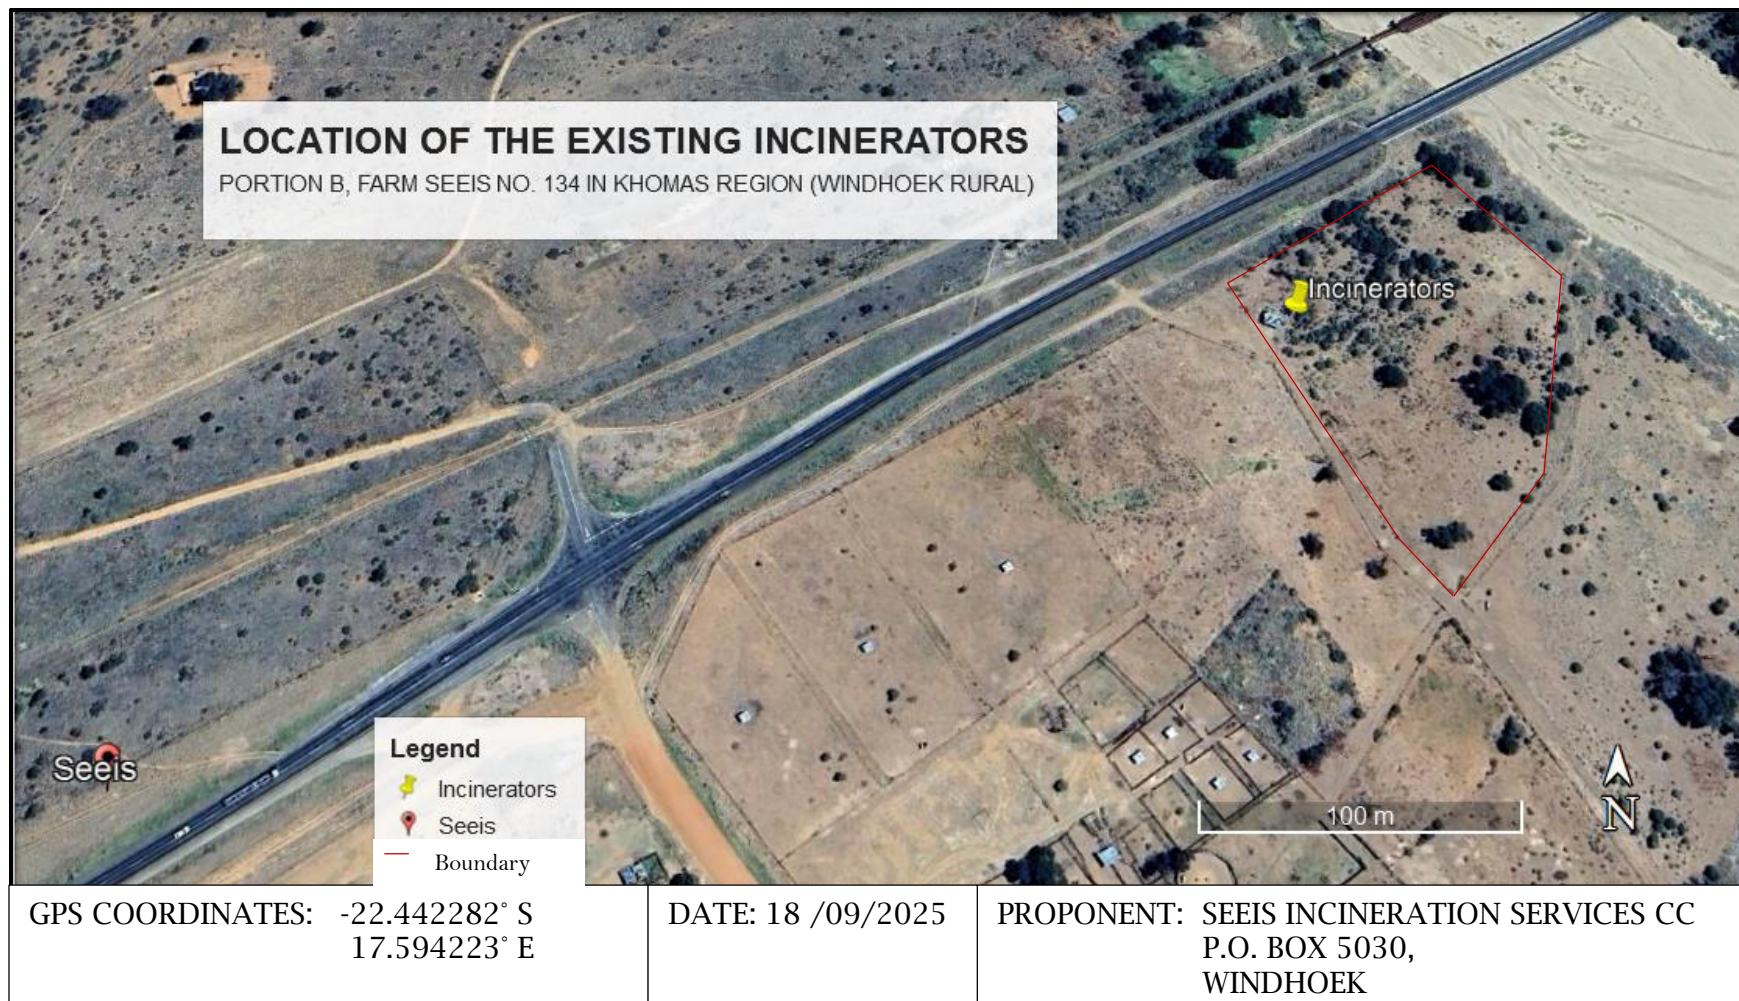 LOCATION OF THE EXISTING INCINERATORS
PORTION B, FARM SEEIS NO. 134 IN KHOMAS REGION (WINDHOEK RURAL)
Incinerators
Seeis
Legend
Incinerators
Seeis
Boundary
100 m
N
GPS COORDINATES: -22.442282° S
17.594223° E
DATE: 18 /09/2025
PROPONENT: SEEIS INCINERATION SERVICES CC
P.O. BOX 5030,
WINDHOEK